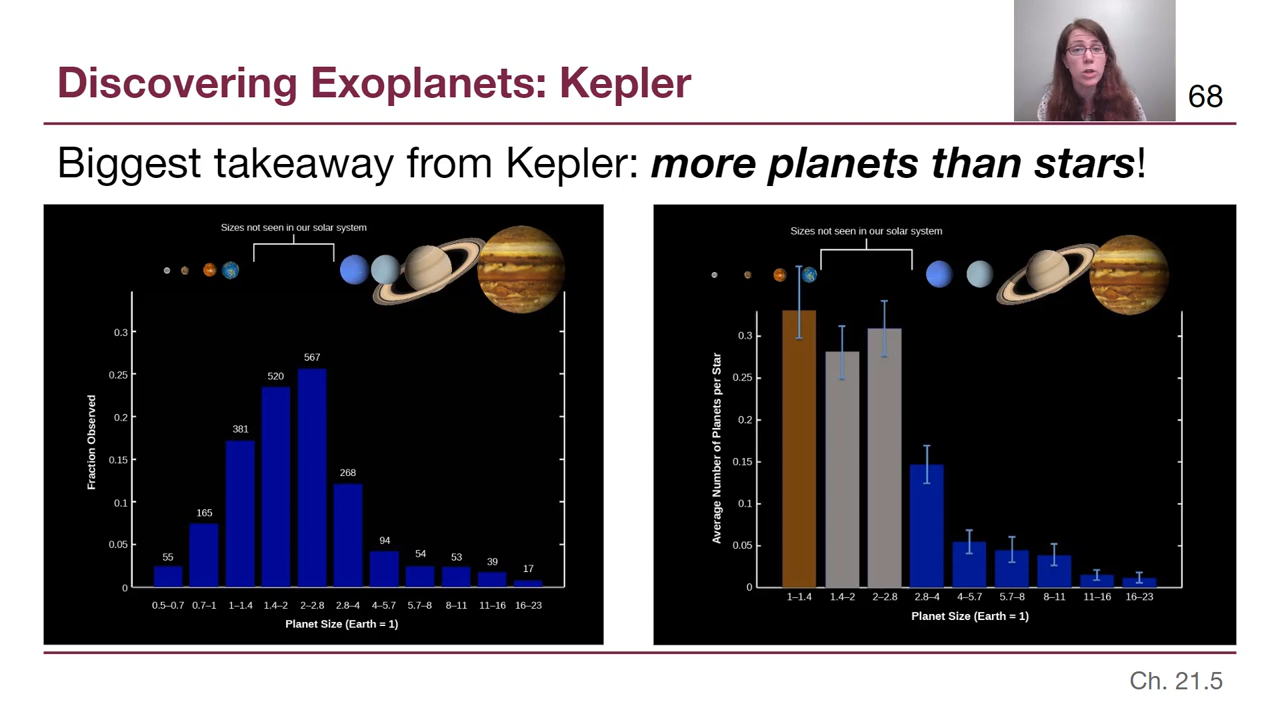 Discovering Exoplanets: Kepler
68
Biggest takeaway from Kepler: more planets than stars!
Sizes not seen in our solar system
0.3
0.25
0.2
0.15
0.1
0.05
0
Fraction Observed
55
165
381
520
567
268
94
54
53
39
17
0.5–0.7 0.7–1 1–1.4 1.4–2 2–2.8 2.8–4 4–5.7 5.7–8 8–11 11–16 16–23
Planet Size (Earth = 1)
Sizes not seen in our solar system
0.3
0.25
0.2
0.15
0.1
0.05
0
Average Number of Planets per Star
1–1.4 1.4–2 2–2.8 2.8–4 4–5.7 5.7–8 8–11 11–16 16–23
Planet Size (Earth = 1)
Ch. 21.5